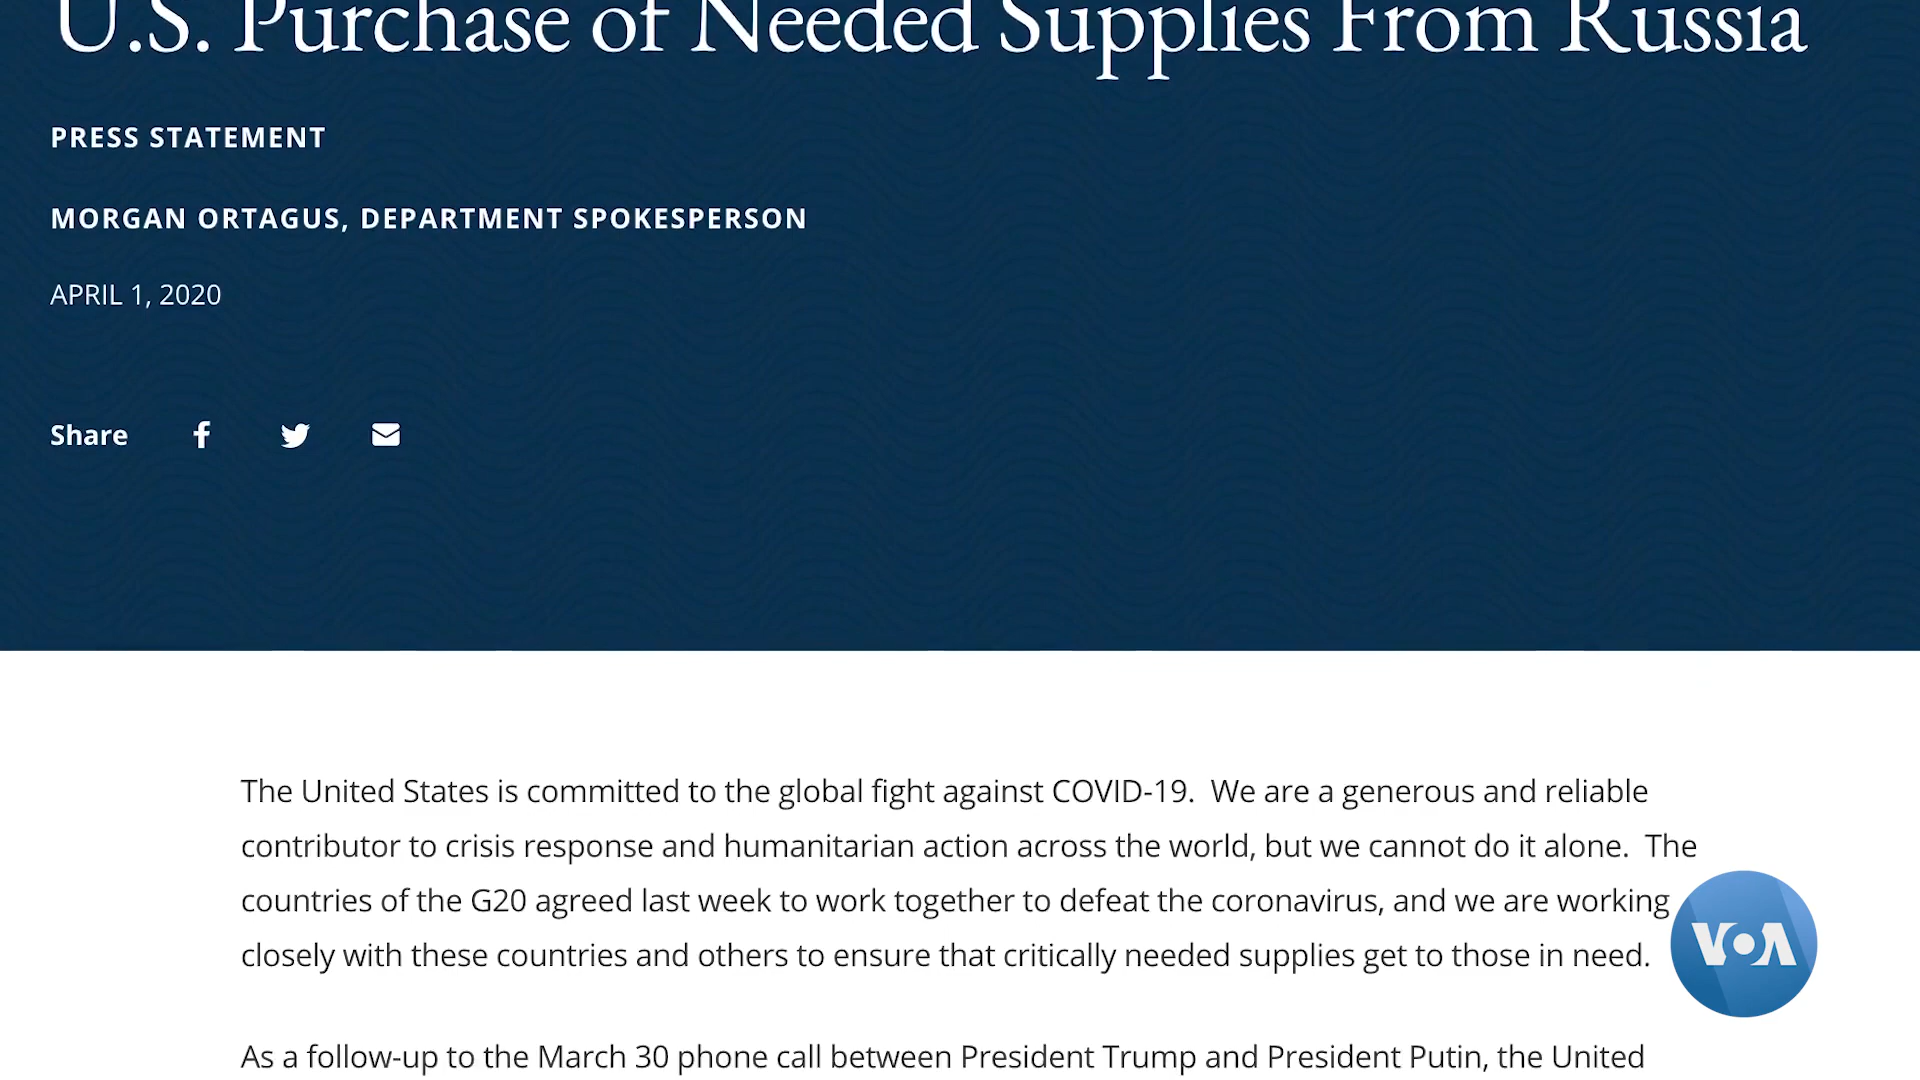 U.S. Purchase of Needed Supplies From Russia
PRESS STATEMENT
MORGAN ORTAGUS, DEPARTMENT SPOKESPERSON
APRIL 1, 2020
Share
The United States is committed to the global fight against COVID-19.  We are a generous and reliable
contributor to crisis response and humanitarian action across the world, but we cannot do it alone.  The
countries of the G20 agreed last week to work together to defeat the coronavirus, and we are working
closely with these countries and others to ensure that critically needed supplies get to those in need.
VOA
As a follow-up to the March 30 phone call between President Trump and President Putin, the United